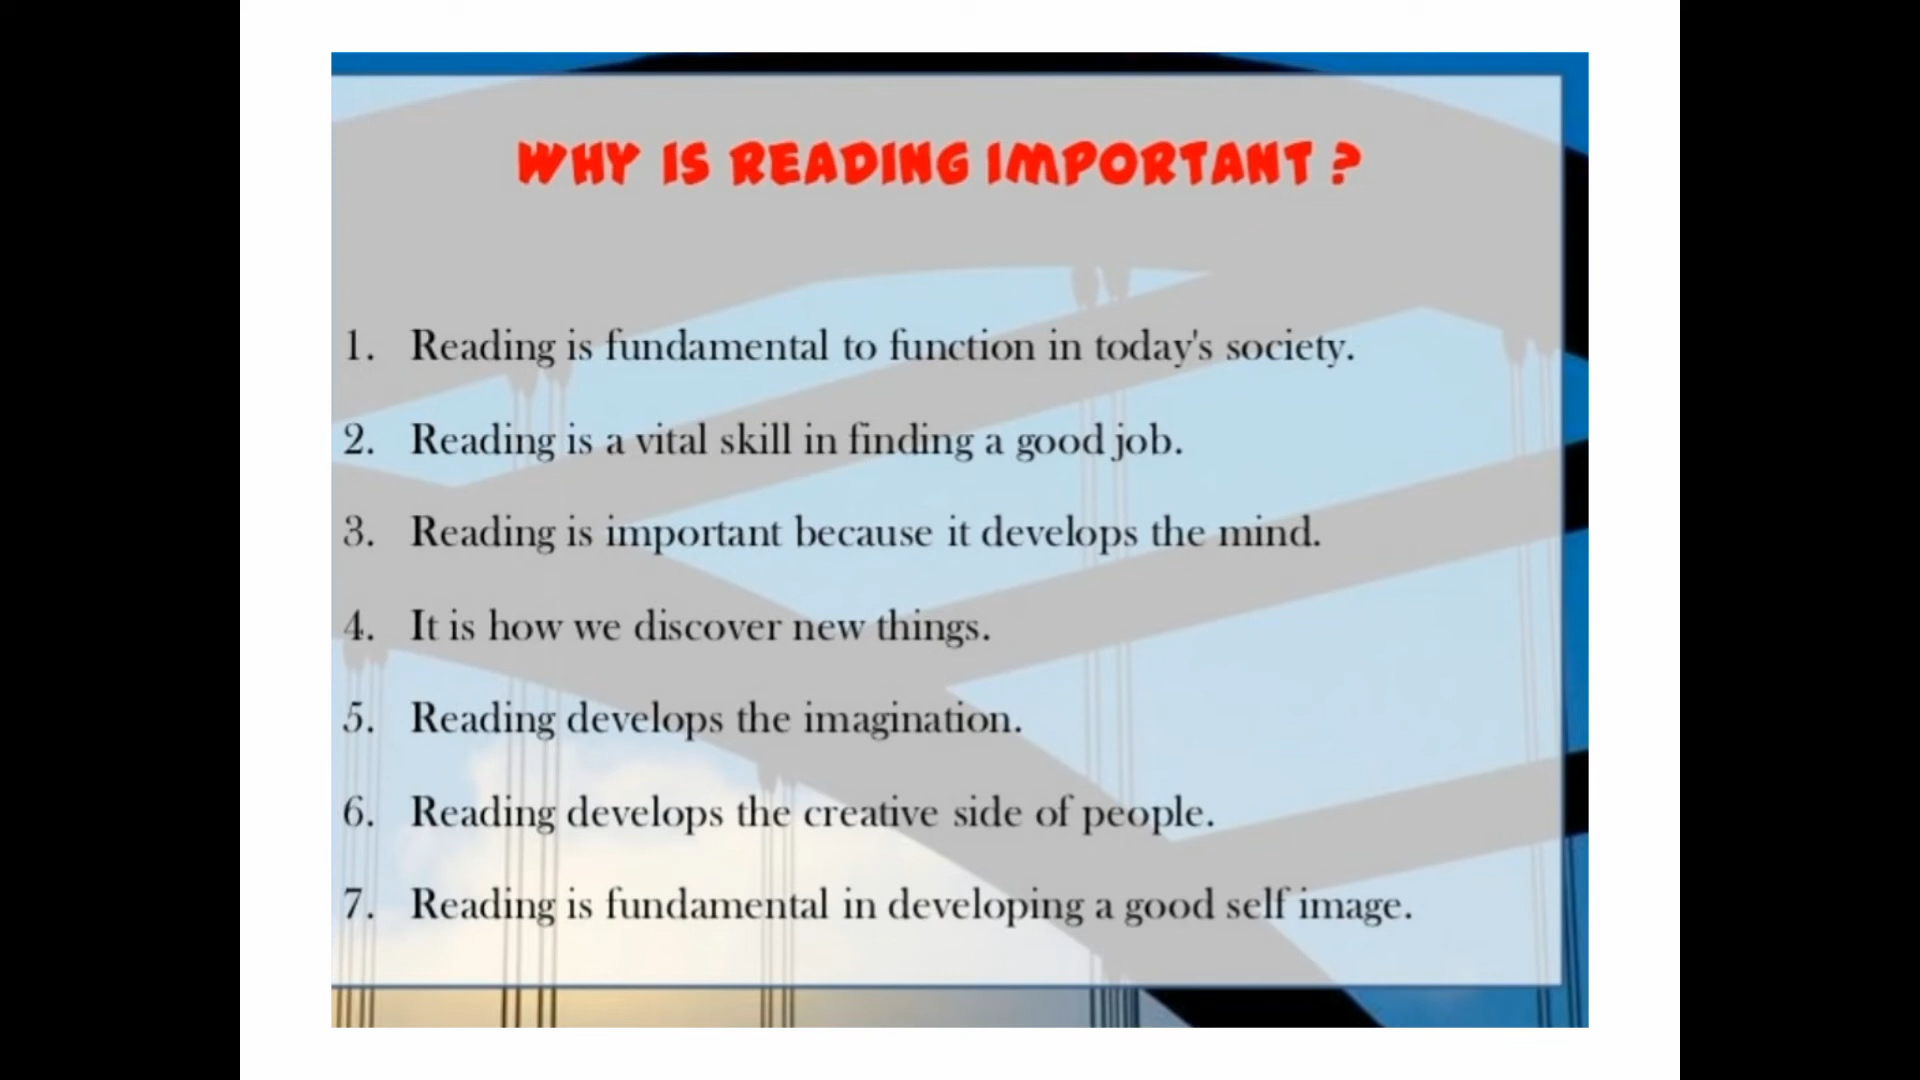 WHY IS READING IMPORTANT ?
1. Reading is fundamental to function in today's society.
2. Reading is a vital skill in finding a good job.
3. Reading is important because it develops the mind.
4. It is how we discover new things.
5. Reading develops the imagination.
6. Reading develops the creative side of people.
7. Reading is fundamental in developing a good self image.